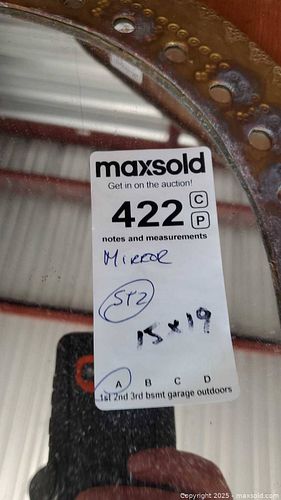 maxsold
Get in on the auction!
422 C
P
notes and measurements
MIRROR
ST2
15x19
A B C D
1st 2nd 3rd bsmt garage outdoors
Copyright © 2025 - maxsold.com